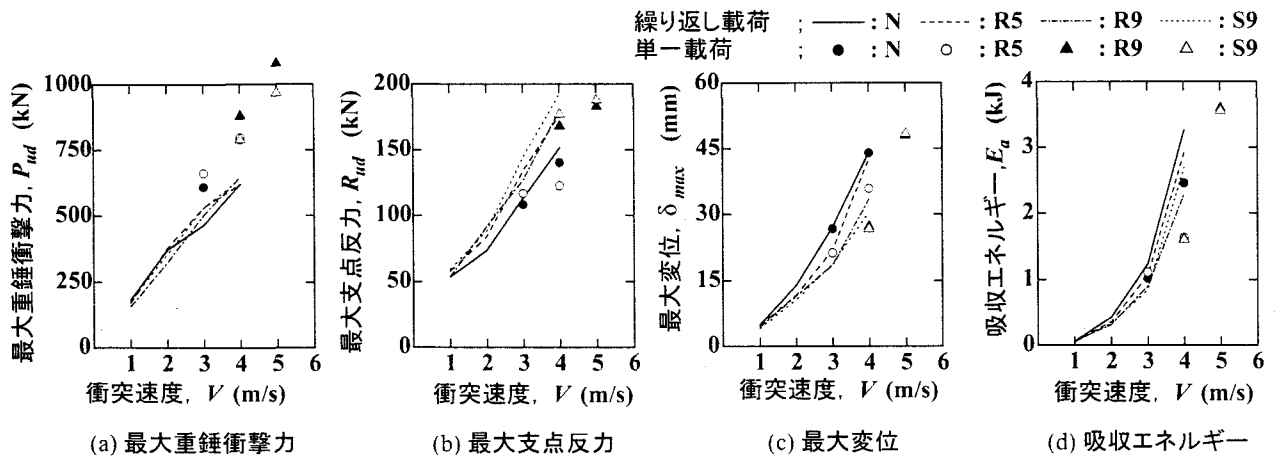 繰り返し載荷 ; : N : R5 : R9 : S9
単一載荷 ; ● : N ○ : R5 ▲ : R9 △ : S9
最大重錘衝撃力, P_ud (kN)
1000
750
500
250
0
1 2 3 4 5 6
衝突速度, V (m/s)
(a) 最大重錘衝撃力
最大支点反力, R_ud (kN)
200
150
100
50
0
1 2 3 4 5 6
衝突速度, V (m/s)
(b) 最大支点反力
最大変位, δ_max (mm)
60
45
30
15
0
1 2 3 4 5 6
衝突速度, V (m/s)
(c) 最大変位
吸収エネルギー, E_a (kJ)
4
3
2
1
0
1 2 3 4 5 6
衝突速度, V (m/s)
(d) 吸収エネルギー